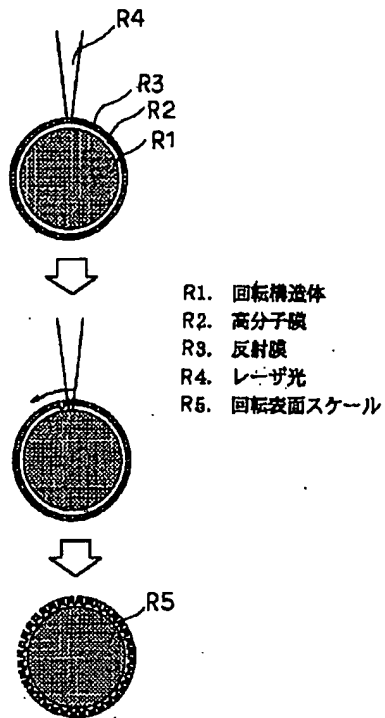 R4
R3
R2
R1
R1. 回転構造体
R2. 高分子膜
R3. 反射膜
R4. レーザ光
R5. 回転表面スケール
R5